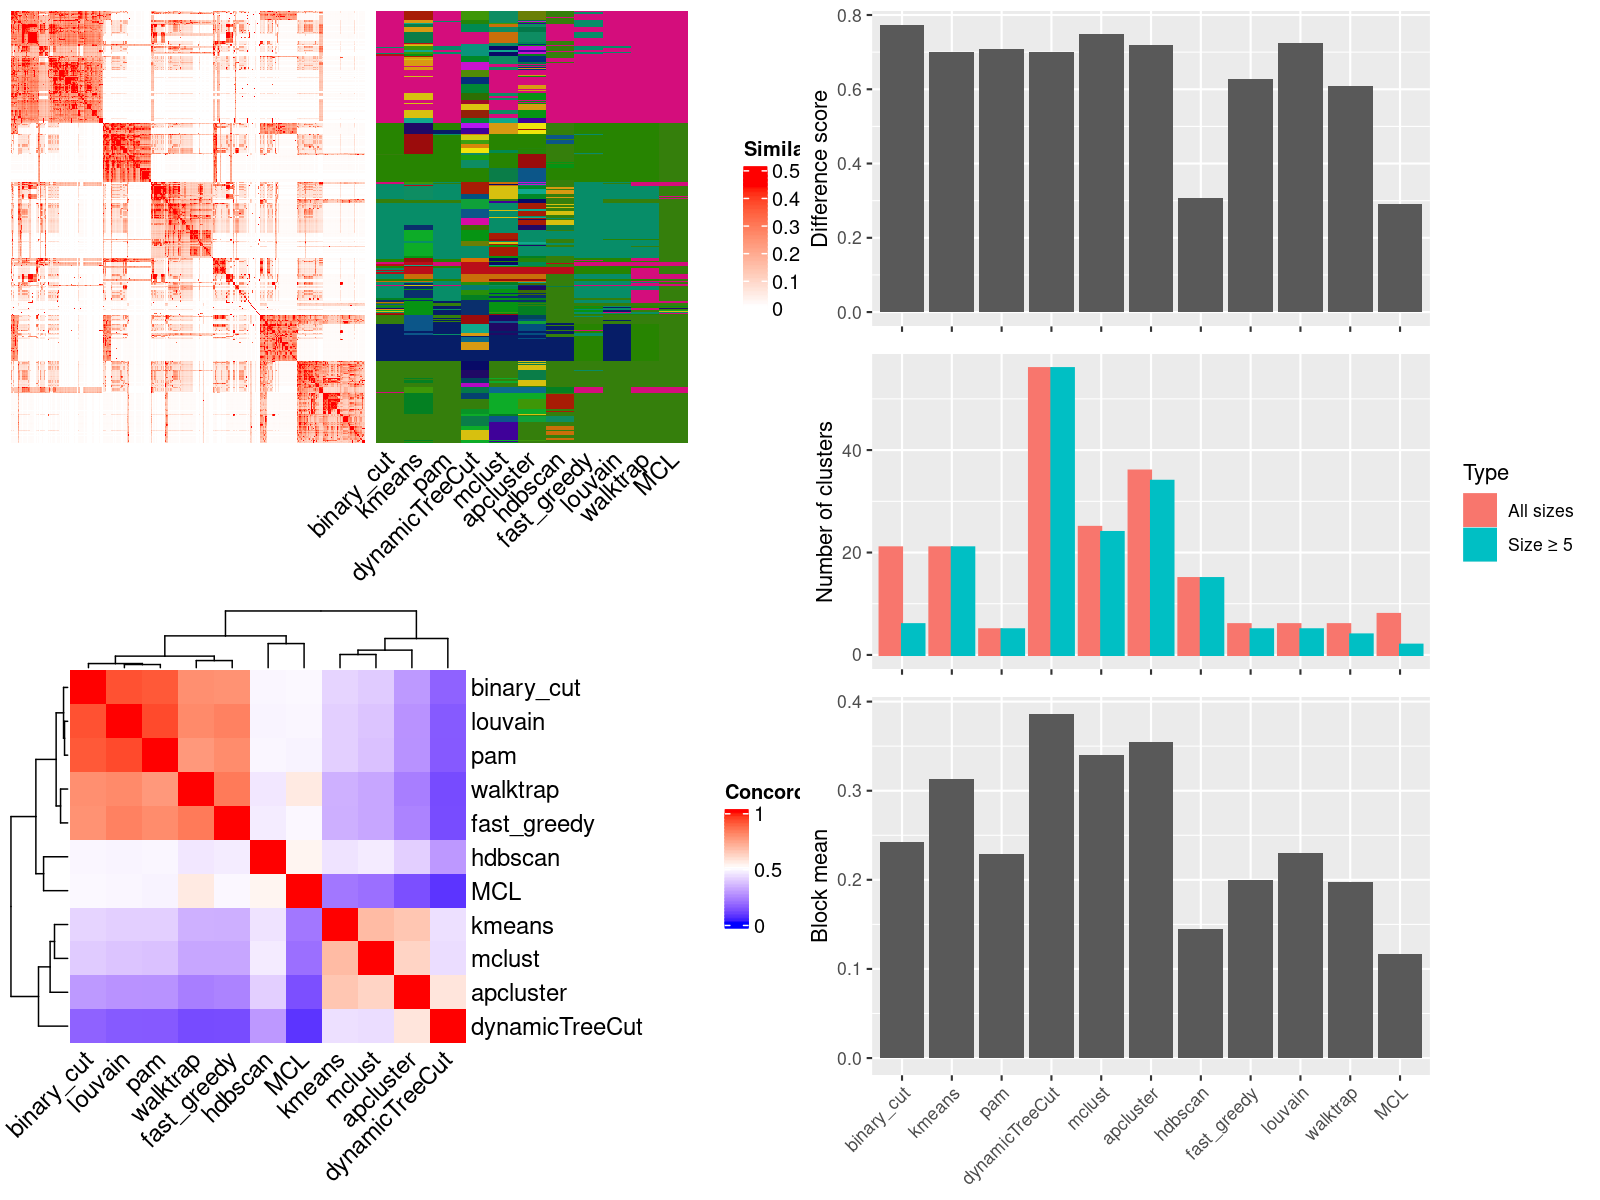 Simila
0.5
0.4
0.3
0.2
0.1
0
binary_cut
kmeans
pam
dynamicTreeCut
mclust
apcluster
hdbscan
fast_greedy
louvain
walktrap
MCL
binary_cut
louvain
pam
walktrap
fast_greedy
hdbscan
MCL
kmeans
mclust
apcluster
dynamicTreeCut
binary_cut
louvain
pam
walktrap
fast_greedy
hdbscan
MCL
kmeans
mclust
apcluster
dynamicTreeCut
Concord
1
0.5
0
Difference score
0.8
0.6
0.4
0.2
0.0
Number of clusters
40
20
0
Type
All sizes
Size ≥ 5
Block mean
0.4
0.3
0.2
0.1
0.0
binary_cut
kmeans
pam
dynamicTreeCut
mclust
apcluster
hdbscan
fast_greedy
louvain
walktrap
MCL